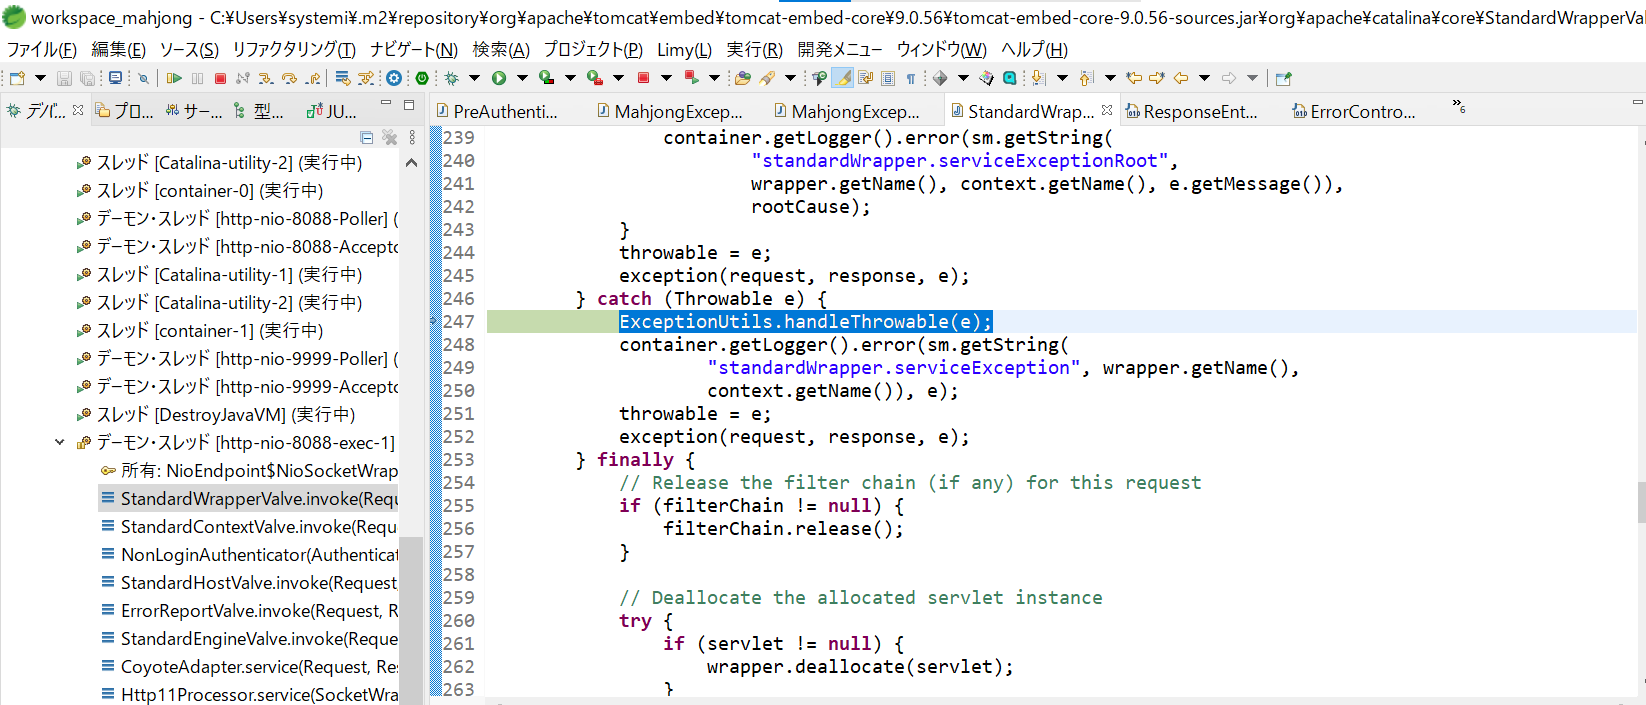 workspace_mahjong - C:¥Users¥systemi¥.m2¥repository¥org¥apache¥tomcat¥embed¥tomcat-embed-core¥9.0.56¥tomcat-embed-core-9.0.56-sources.jar¥org¥apache¥catalina¥core¥StandardWrapperVal
ファイル(F) 編集(E) ソース(S) リファクタリング(T) ナビゲート(N) 検索(A) プロジェクト(P) Limy(L) 実行(R) 開発メニュー ウィンドウ(W) ヘルプ(H)
デバ... プロ... サー... 型... JU...
PreAuthenti... MahjongExcep... MahjongExcep... StandardWrap... ResponseEnt... ErrorContro... »6
スレッド [Catalina-utility-2] (実行中)
スレッド [container-0] (実行中)
デーモン・スレッド [http-nio-8088-Poller] (
デーモン・スレッド [http-nio-8088-Accepto
スレッド [Catalina-utility-1] (実行中)
スレッド [Catalina-utility-2] (実行中)
スレッド [container-1] (実行中)
デーモン・スレッド [http-nio-9999-Poller] (
デーモン・スレッド [http-nio-9999-Accepto
スレッド [DestroyJavaVM] (実行中)
デーモン・スレッド [http-nio-8088-exec-1]
所有: NioEndpoint$NioSocketWrap
StandardWrapperValve.invoke(Requ
StandardContextValve.invoke(Requ
NonLoginAuthenticator(Authenticat
StandardHostValve.invoke(Request,
ErrorReportValve.invoke(Request, R
StandardEngineValve.invoke(Reque
CoyoteAdapter.service(Request, Res
Http11Processor.service(SocketWra
239 container.getLogger().error(sm.getString(
240 "standardWrapper.serviceExceptionRoot",
241 wrapper.getName(), context.getName(), e.getMessage()),
242 rootCause);
243 }
244 throwable = e;
245 exception(request, response, e);
246 } catch (Throwable e) {
247 ExceptionUtils.handleThrowable(e);
248 container.getLogger().error(sm.getString(
249 "standardWrapper.serviceException", wrapper.getName(),
250 context.getName()), e);
251 throwable = e;
252 exception(request, response, e);
253 } finally {
254 // Release the filter chain (if any) for this request
255 if (filterChain != null) {
256 filterChain.release();
257 }
258
259 // Deallocate the allocated servlet instance
260 try {
261 if (servlet != null) {
262 wrapper.deallocate(servlet);
263 }